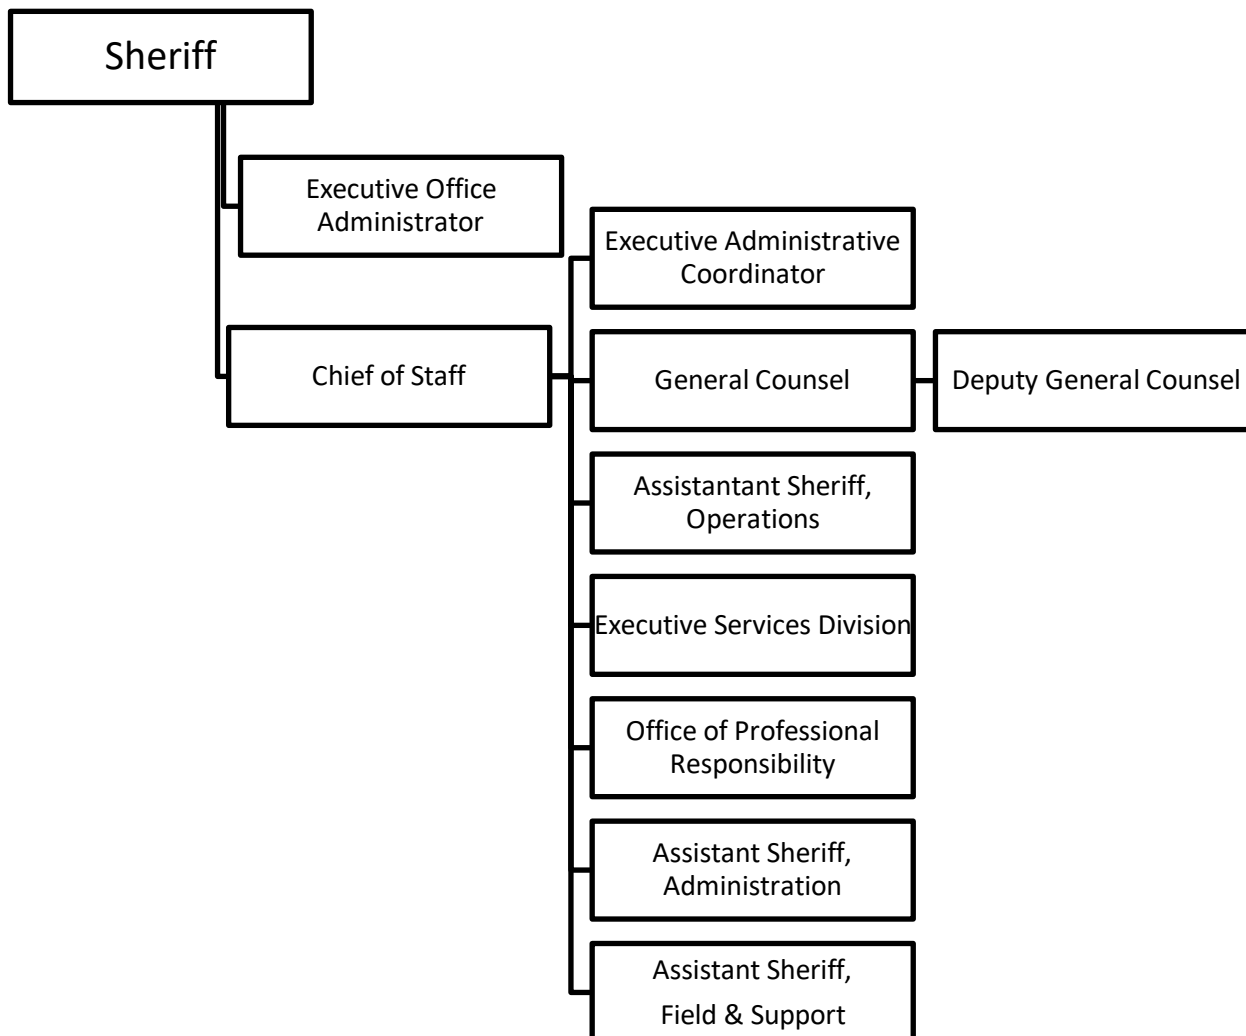 Sheriff
Executive Office
Administrator
Executive Administrative
Coordinator
Chief of Staff
General Counsel
Deputy General Counsel
Assistantant Sheriff,
Operations
Executive Services Division
Office of Professional
Responsibility
Assistant Sheriff,
Administration
Assistant Sheriff,
Field & Support